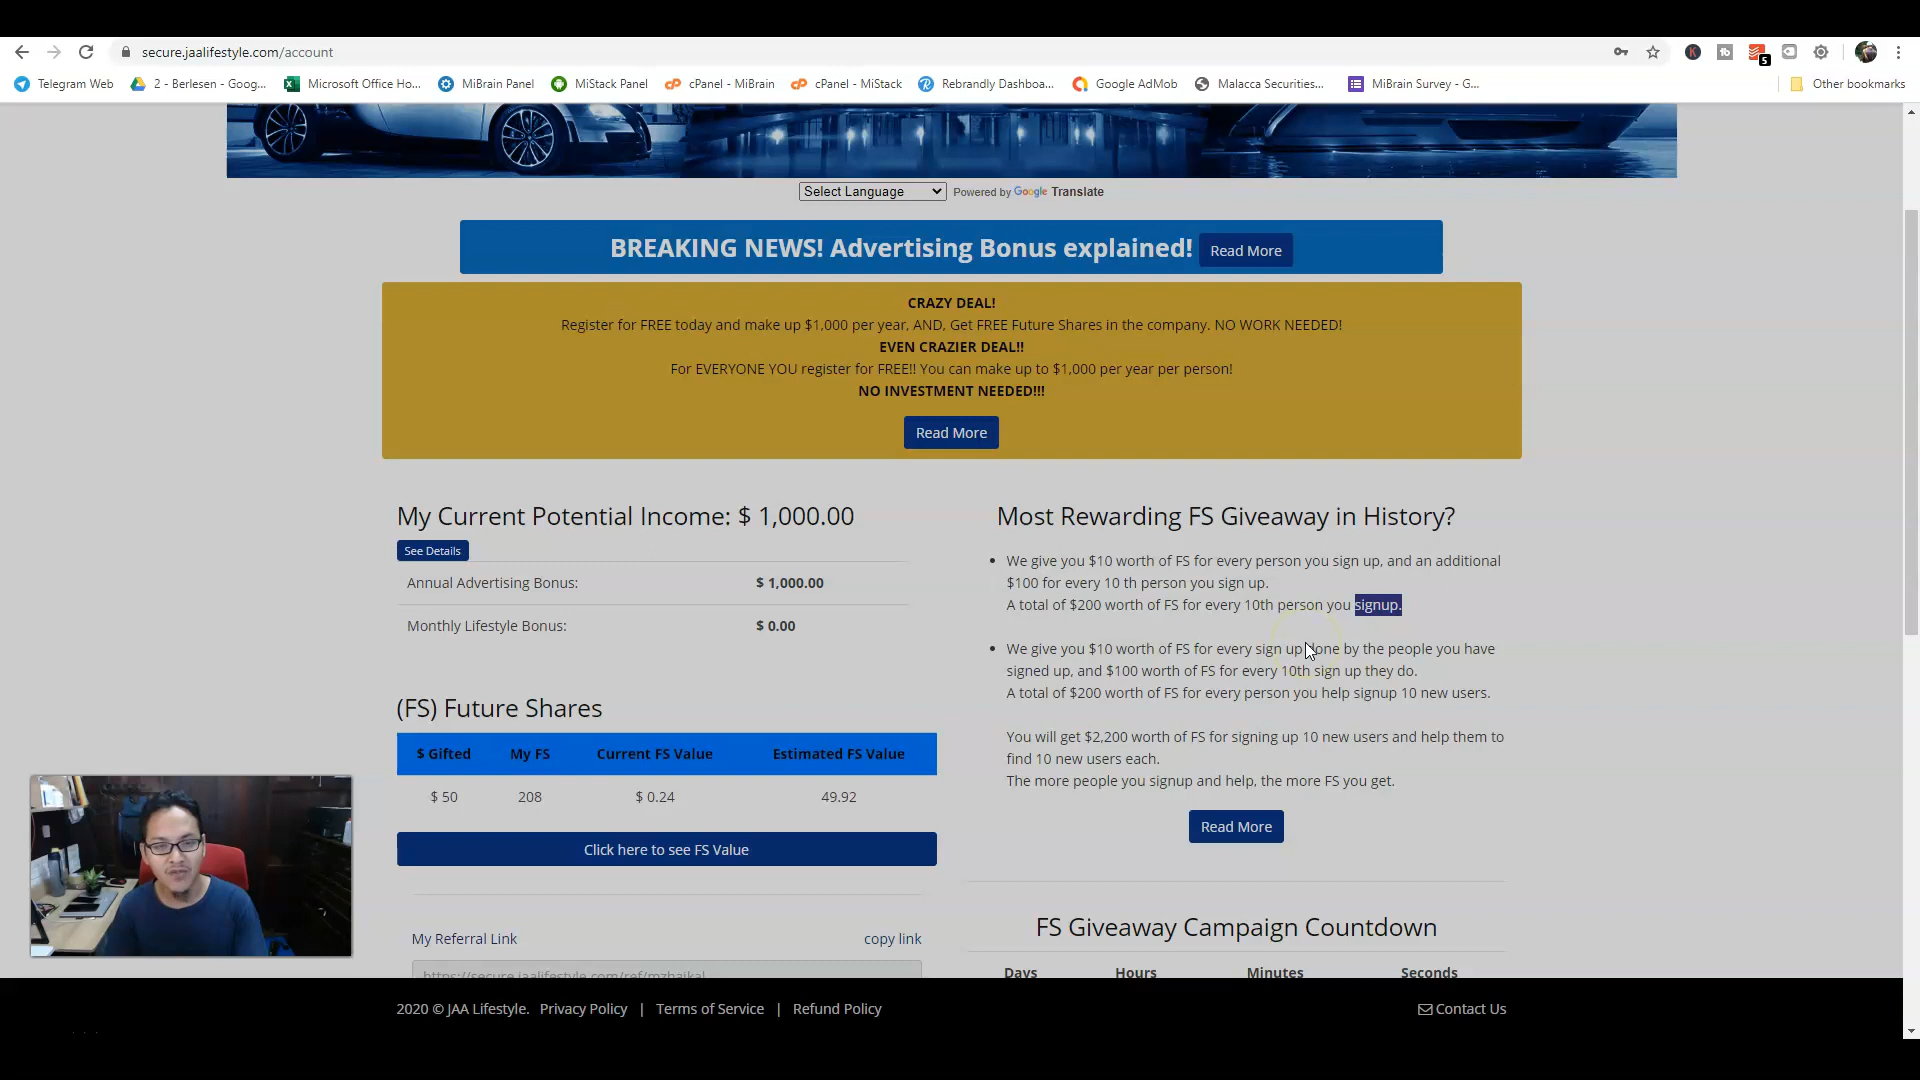 secure.jaalifestyle.com/account
5
Telegram Web
2 - Berlesen - Goog...
Microsoft Office Ho...
MiBrain Panel
MiStack Panel
cPanel - MiBrain
cPanel - MiStack
Rebrandly Dashboa...
Google AdMob
Malacca Securities...
MiBrain Survey - G...
Other bookmarks
Select Language
Powered by Google Translate
BREAKING NEWS! Advertising Bonus explained! Read More
CRAZY DEAL!
Register for FREE today and make up $1,000 per year, AND, Get FREE Future Shares in the company. NO WORK NEEDED!
EVEN CRAZIER DEAL!!
For EVERYONE YOU register for FREE!! You can make up to $1,000 per year per person!
NO INVESTMENT NEEDED!!!
Read More
My Current Potential Income: $ 1,000.00
See Details
Annual Advertising Bonus: $ 1,000.00
Monthly Lifestyle Bonus: $ 0.00
(FS) Future Shares
$ Gifted My FS Current FS Value Estimated FS Value
$ 50 208 $ 0.24 49.92
Click here to see FS Value
My Referral Link copy link
https://secure.jaalifestyle.com/ref/mzhaikal
Most Rewarding FS Giveaway in History?
We give you $10 worth of FS for every person you sign up, and an additional
$100 for every 10 th person you sign up.
A total of $200 worth of FS for every 10th person you signup.
We give you $10 worth of FS for every sign up done by the people you have
signed up, and $100 worth of FS for every 10th sign up they do.
A total of $200 worth of FS for every person you help signup 10 new users.
You will get $2,200 worth of FS for signing up 10 new users and help them to
find 10 new users each.
The more people you signup and help, the more FS you get.
Read More
FS Giveaway Campaign Countdown
Days Hours Minutes Seconds
2020 © JAA Lifestyle. Privacy Policy | Terms of Service | Refund Policy
Contact Us